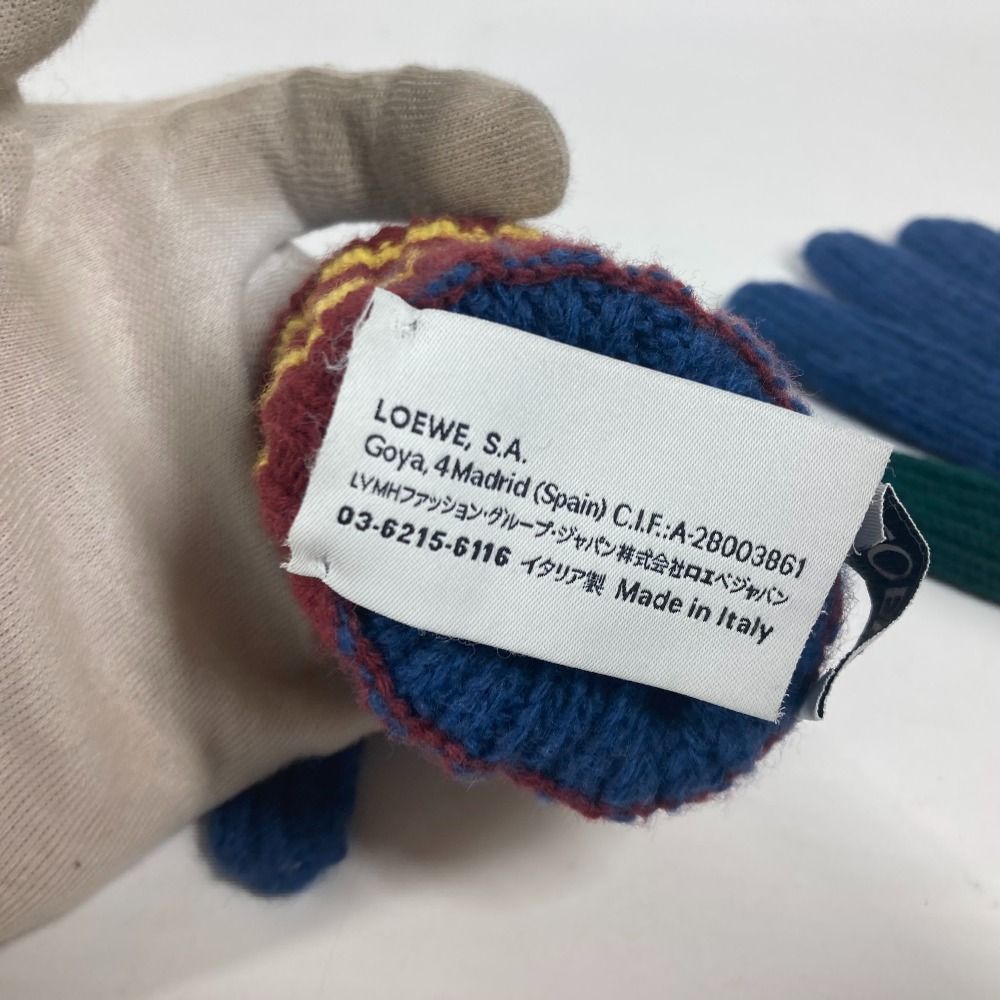 LOEWE, S.A.
Goya, 4Madrid (Spain) C.I.F.:A-28003861
LVMHファッション・グループ・ジャパン株式会社ロエベジャパン
03-6215-6116 イタリア製 Made in Italy
LOE